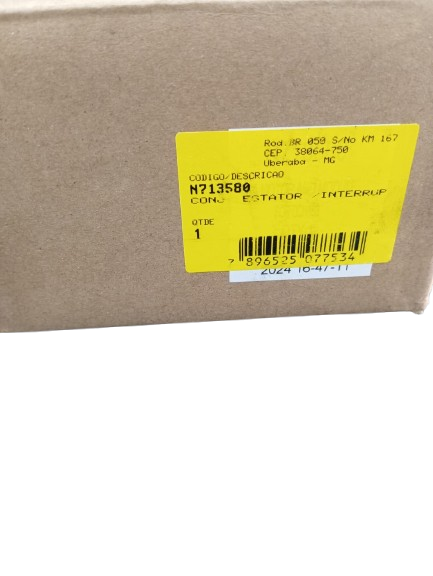 Rod.BR 050 S/No KM 167
CEP. 38064-750
Uberaba - MG
CODIGO/DESCRICAO
N713580
CONJ ESTATOR /INTERRUP
QTDE
1
7 896525 077534
2024 16-47-11